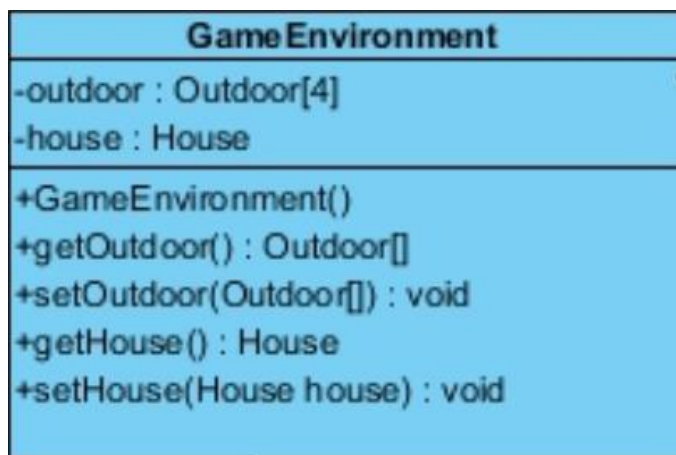 GameEnvironment
-outdoor : Outdoor[4]
-house : House
+GameEnvironment()
+getOutdoor() : Outdoor[]
+setOutdoor(Outdoor[]) : void
+getHouse() : House
+setHouse(House house) : void